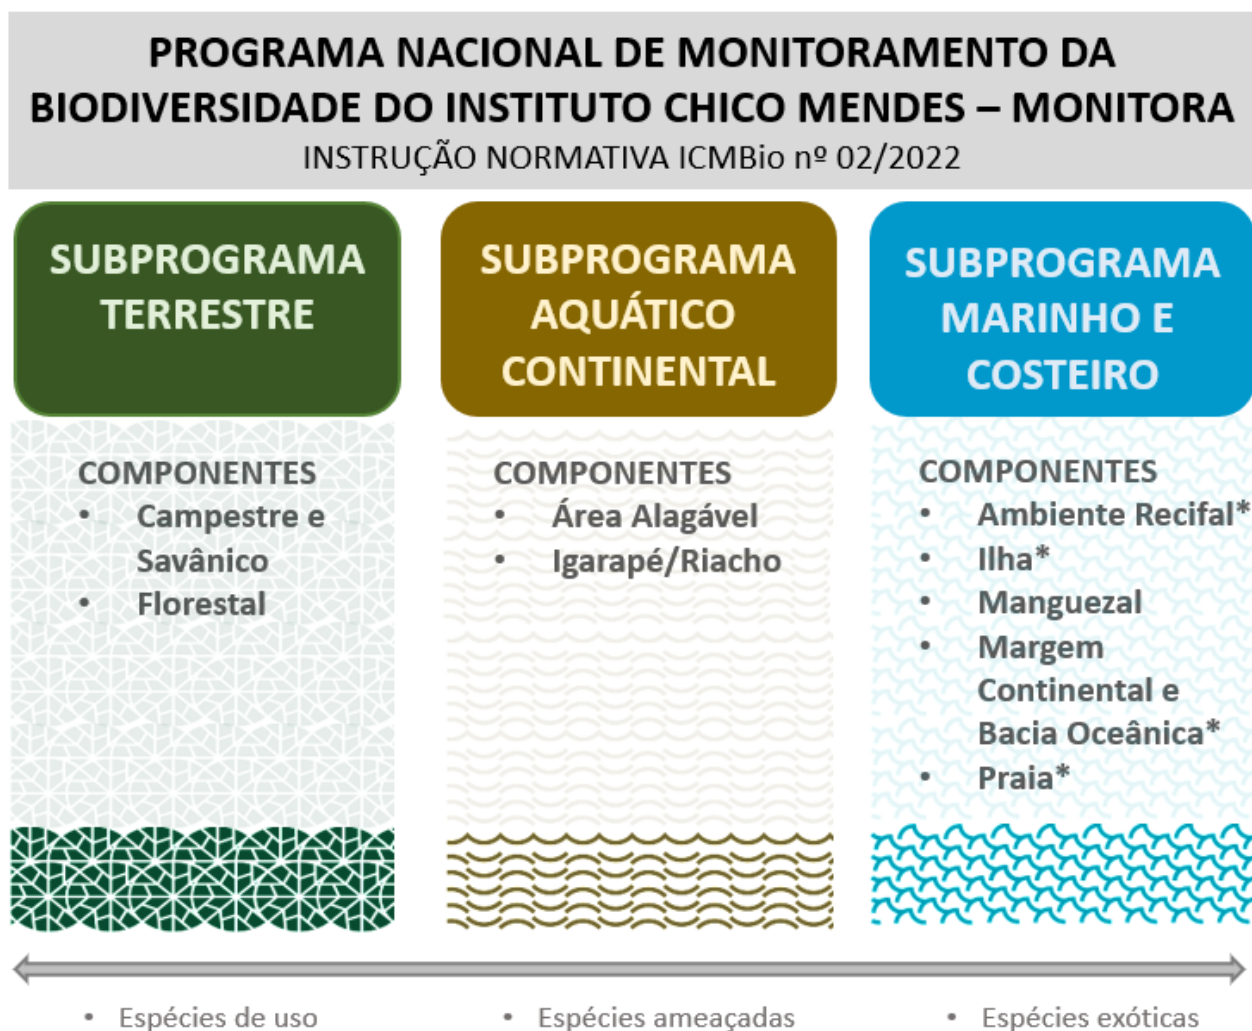 PROGRAMA NACIONAL DE MONITORAMENTO DA
BIODIVERSIDADE DO INSTITUTO CHICO MENDES – MONITORA
INSTRUÇÃO NORMATIVA ICMBio nº 02/2022
SUBPROGRAMA
TERRESTRE
COMPONENTES
• Campestre e
Savânico
• Florestal
SUBPROGRAMA
AQUÁTICO
CONTINENTAL
COMPONENTES
• Área Alagável
• Igarapé/Riacho
SUBPROGRAMA
MARINHO E
COSTEIRO
COMPONENTES
• Ambiente Recifal*
• Ilha*
• Manguezal
• Margem
Continental e
Bacia Oceânica*
• Praia*
• Espécies de uso
• Espécies ameaçadas
• Espécies exóticas